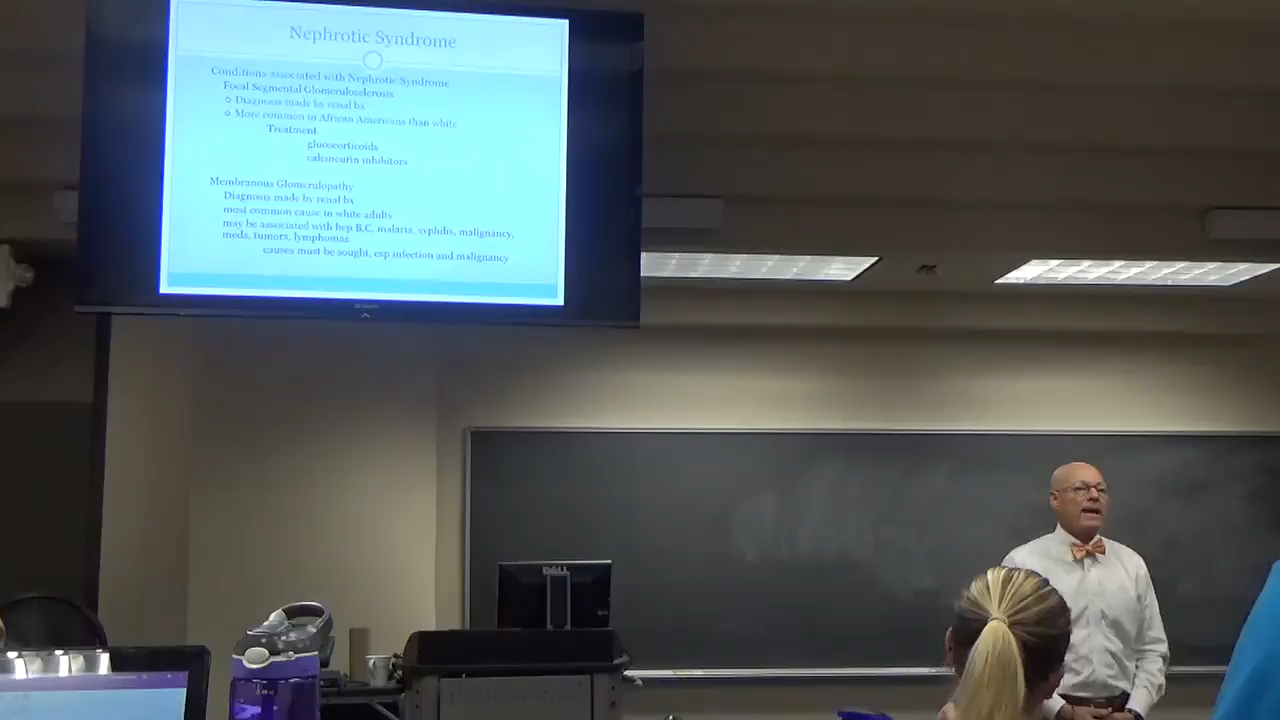 Nephrotic Syndrome
Conditions associated with Nephrotic Syndrome
Focal Segmental Glomerulosclerosis
Diagnosis made by renal bx
More common in African Americans than white
Treatment
glucocorticoids
calcineurin inhibitors
Membranous Glomerulopathy
Diagnosis made by renal bx
most common cause in white adults
may be associated with hep B,C, malaria, syphilis, malignancy,
meds, tumors, lymphomas
causes must be sought, esp infection and malignancy
DELL